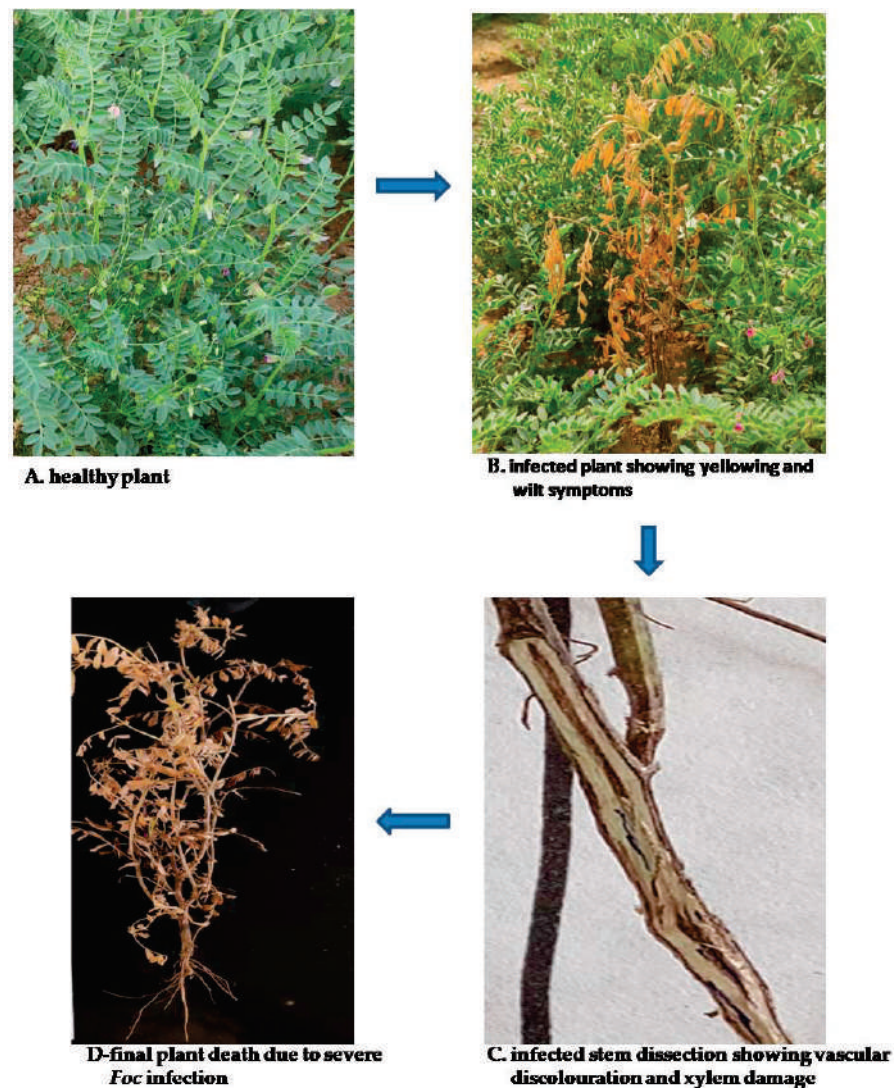 A. healthy plant
B. infected plant showing yellowing and
wilt symptoms
D-final plant death due to severe
Foc infection
C. infected stem dissection showing vascular
discolouration and xylem damage